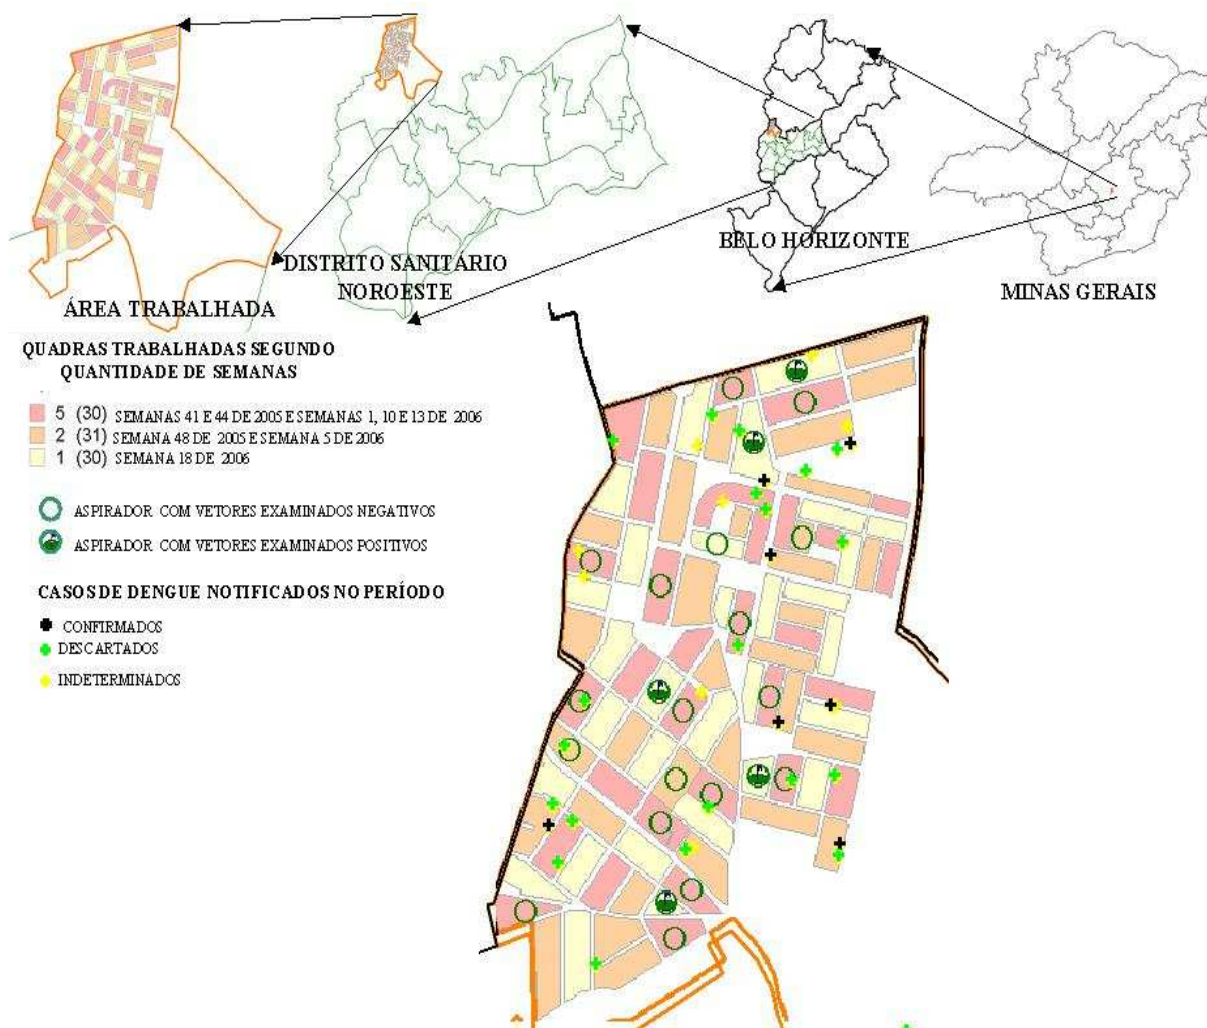 DISTRITO SANITÁRIO
NOROESTE
BELO HORIZONTE
MINAS GERAIS
ÁREA TRABALHADA
QUADRAS TRABALHADAS SEGUNDO
QUANTIDADE DE SEMANAS
5 (30) SEMANAS 41 E 44 DE 2005 E SEMANAS 1, 10 E 13 DE 2006
2 (31) SEMANA 48 DE 2005 E SEMANA 5 DE 2006
1 (30) SEMANA 18 DE 2006
ASPIRADOR COM VETORES EXAMINADOS NEGATIVOS
ASPIRADOR COM VETORES EXAMINADOS POSITIVOS
CASOS DE DENGUE NOTIFICADOS NO PERÍODO
CONFIRMADOS
DESCARTADOS
INDETERMINADOS